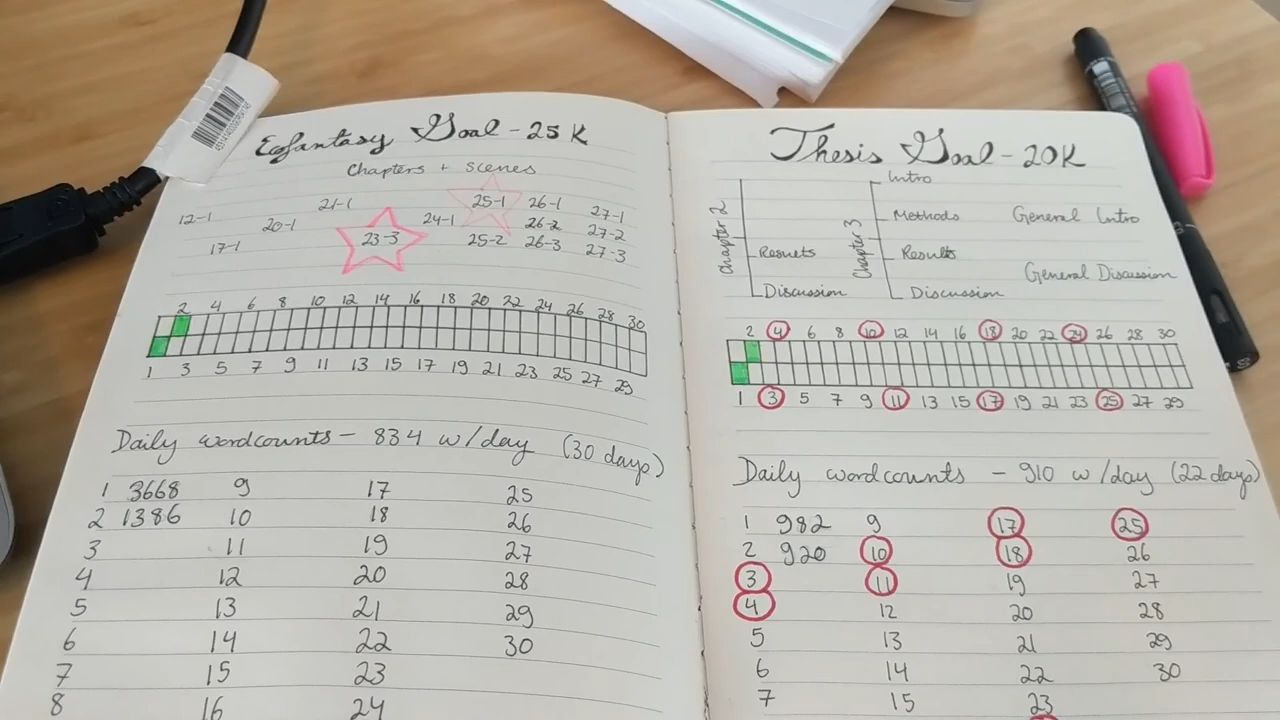 Eofantasy Goal - 25K
Chapters + scenes
12-1 17-1 20-1 21-1 23-3 24-1 25-1 25-2 26-1 26-2 26-3 27-1 27-2 27-3
2 4 6 8 10 12 14 16 18 20 22 24 26 28 30
1 3 5 7 9 11 13 15 17 19 21 23 25 27 29
Daily wordcounts - 834 w/day (30 days)
1 3668 9 17 25
2 1386 10 18 26
3 11 19 27
4 12 20 28
5 13 21 29
6 14 22 30
7 15 23
8 16 24
Thesis Goal - 20K
Chapter 2
Results
Discussion
Chapter 3
Intro
Methods
Results
Discussion
General Intro
General Discussion
2 4 6 8 10 12 14 16 18 20 22 24 26 28 30
1 3 5 7 9 11 13 15 17 19 21 23 25 27 29
Daily wordcounts - 910 w/day (22 days)
1 982 9 17 25
2 920 10 18 26
3 11 19 27
4 12 20 28
5 13 21 29
6 14 22 30
7 15 23